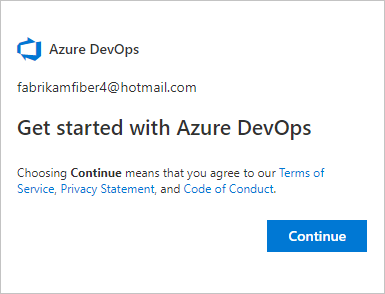 Azure DevOps
fabrikamfiber4@hotmail.com
Get started with Azure DevOps
Choosing Continue means that you agree to our Terms of
Service, Privacy Statement, and Code of Conduct.
Continue